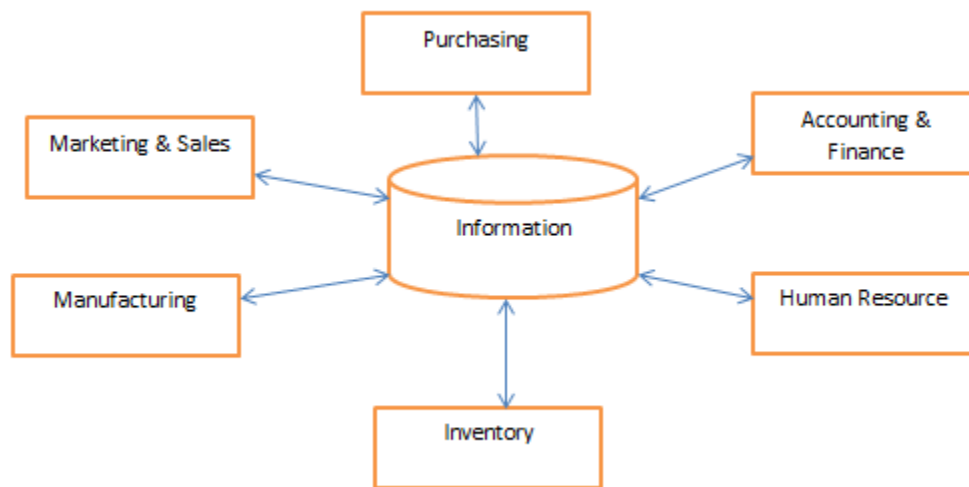 Purchasing
Marketing & Sales
Accounting &
Finance
Information
Manufacturing
Human Resource
Inventory